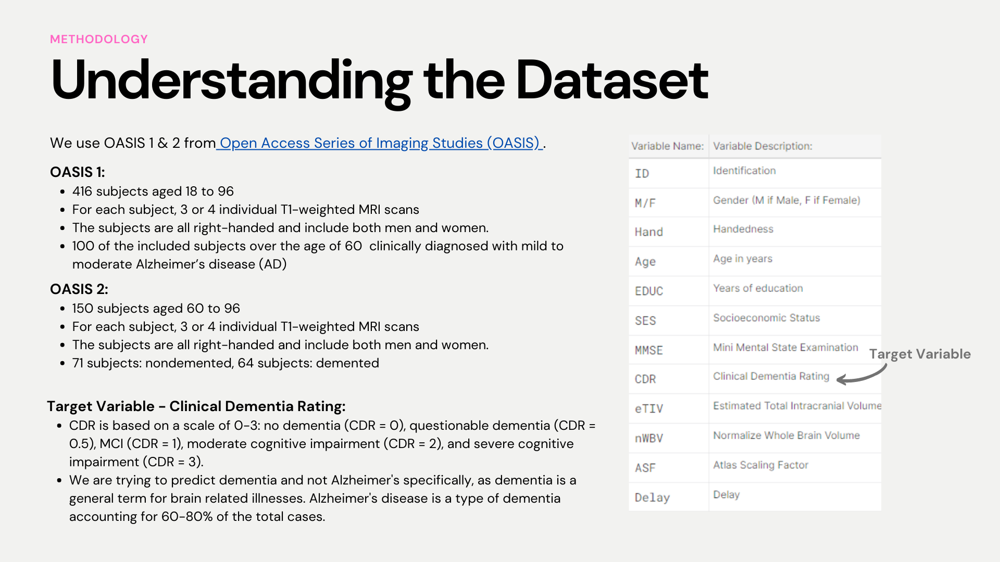 METHODOLOGY
Understanding the Dataset
We use OASIS 1 & 2 from Open Access Series of Imaging Studies (OASIS) .
OASIS 1:
• 416 subjects aged 18 to 96
• For each subject, 3 or 4 individual T1-weighted MRI scans
• The subjects are all right-handed and include both men and women.
• 100 of the included subjects over the age of 60  clinically diagnosed with mild to
moderate Alzheimer’s disease (AD)
OASIS 2:
• 150 subjects aged 60 to 96
• For each subject, 3 or 4 individual T1-weighted MRI scans
• The subjects are all right-handed and include both men and women.
• 71 subjects: nondemented, 64 subjects: demented
Target Variable - Clinical Dementia Rating:
• CDR is based on a scale of 0-3: no dementia (CDR = 0), questionable dementia (CDR =
0.5), MCI (CDR = 1), moderate cognitive impairment (CDR = 2), and severe cognitive
impairment (CDR = 3).
• We are trying to predict dementia and not Alzheimer's specifically, as dementia is a
general term for brain related illnesses. Alzheimer's disease is a type of dementia
accounting for 60-80% of the total cases.
Variable Name: Variable Description:
ID Identification
M/F Gender (M if Male, F if Female)
Hand Handedness
Age Age in years
EDUC Years of education
SES Socioeconomic Status
MMSE Mini Mental State Examination
Target Variable
CDR Clinical Dementia Rating
eTIV Estimated Total Intracranial Volume
nWBV Normalize Whole Brain Volume
ASF Atlas Scaling Factor
Delay Delay